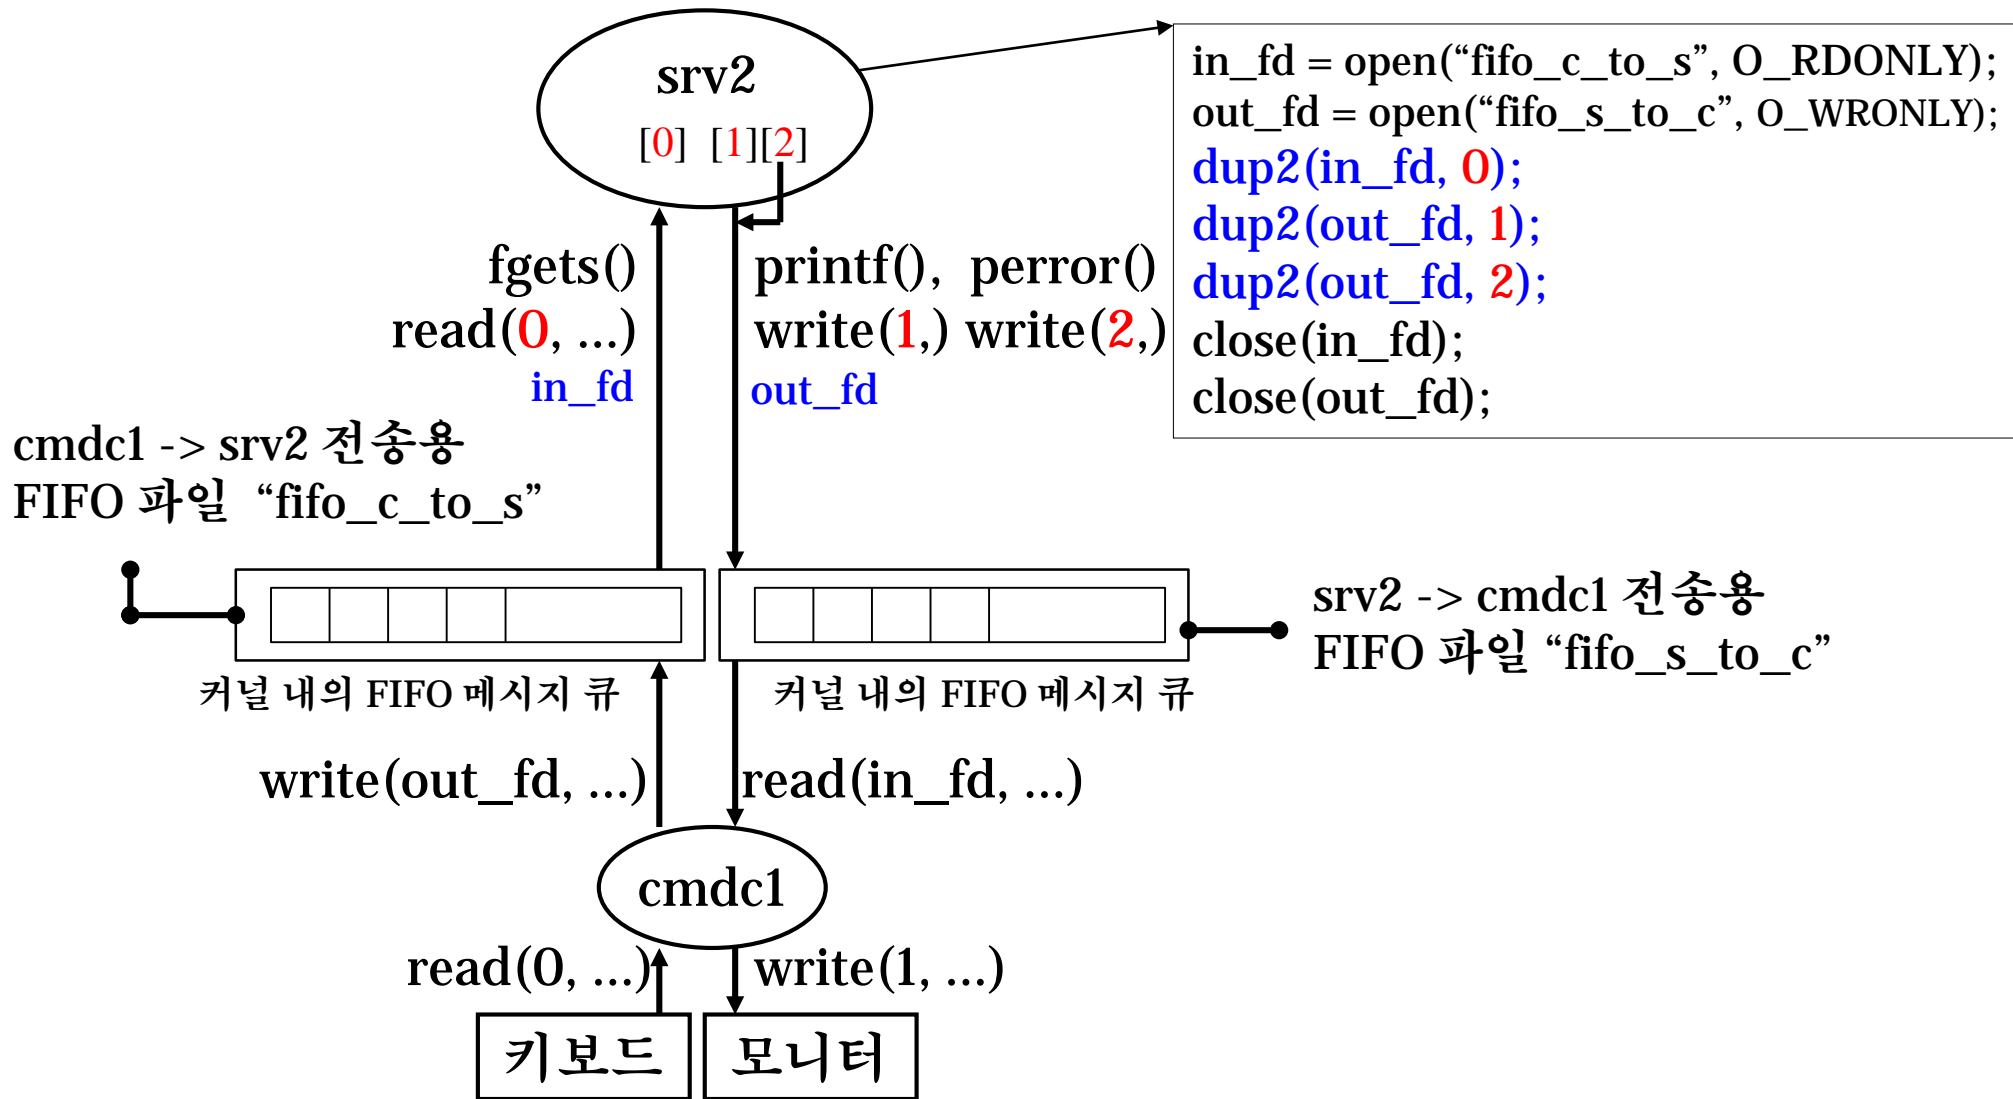 srv2
[0] [1][2]
in_fd = open(“fifo_c_to_s”, O_RDONLY);
out_fd = open(“fifo_s_to_c”, O_WRONLY);
dup2(in_fd, 0);
dup2(out_fd, 1);
dup2(out_fd, 2);
close(in_fd);
close(out_fd);
fgets()
read(0, ...)
in_fd
printf(), perror()
write(1,) write(2,)
out_fd
cmdc1 -> srv2 전송용
FIFO 파일 “fifo_c_to_s”
srv2 -> cmdc1 전송용
FIFO 파일 “fifo_s_to_c”
커널 내의 FIFO 메시지 큐
커널 내의 FIFO 메시지 큐
write(out_fd, ...)
read(in_fd, ...)
cmdc1
read(0, ...)
write(1, ...)
키보드
모니터